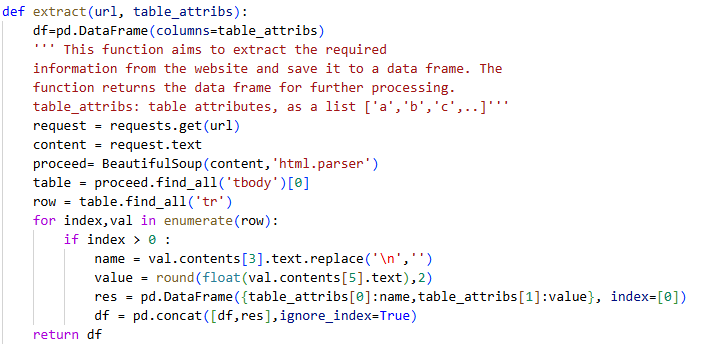 def extract(url, table_attribs):
    df=pd.DataFrame(columns=table_attribs)
    ''' This function aims to extract the required
    information from the website and save it to a data frame. The
    function returns the data frame for further processing.
    table_attribs: table attributes, as a list ['a','b','c',..]'''
    request = requests.get(url)
    content = request.text
    proceed= BeautifulSoup(content,'html.parser')
    table = proceed.find_all('tbody')[0]
    row = table.find_all('tr')
    for index,val in enumerate(row):
        if index > 0 :
            name = val.contents[3].text.replace('\n','')
            value = round(float(val.contents[5].text),2)
            res = pd.DataFrame({table_attribs[0]:name,table_attribs[1]:value}, index=[0])
            df = pd.concat([df,res],ignore_index=True)
    return df